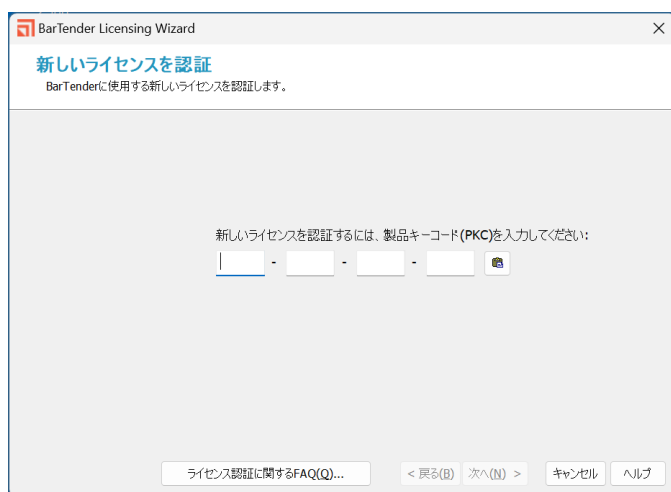 BarTender Licensing Wizard
新しいライセンスを認証
BarTenderに使用する新しいライセンスを認証します。
新しいライセンスを認証するには、製品キーコード(PKC)を入力してください:
- - -
ライセンス認証に関するFAQ(Q)... < 戻る(B) 次へ(N) > キャンセル ヘルプ